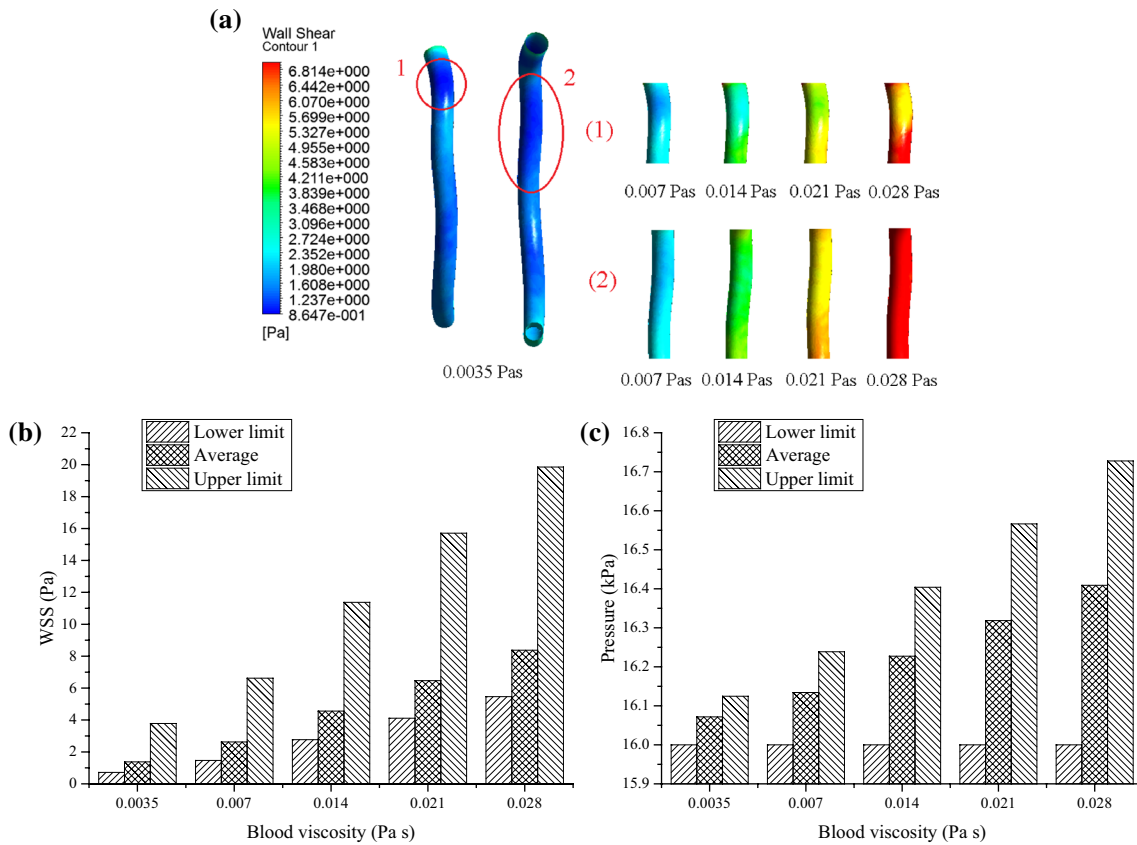 (a)
Wall Shear
Contour 1
6.814e+000
6.442e+000
6.070e+000
5.699e+000
5.327e+000
4.955e+000
4.583e+000
4.211e+000
3.839e+000
3.468e+000
3.096e+000
2.724e+000
2.352e+000
1.980e+000
1.608e+000
1.237e+000
8.647e-001
[Pa]
1
2
0.0035 Pas
(1)
0.007 Pas 0.014 Pas 0.021 Pas 0.028 Pas
(2)
0.007 Pas 0.014 Pas 0.021 Pas 0.028 Pas
(b)
Lower limit
Average
Upper limit
WSS (Pa)
22
20
18
16
14
12
10
8
6
4
2
0
0.0035 0.007 0.014 0.021 0.028
Blood viscosity (Pa s)
(c)
Lower limit
Average
Upper limit
Pressure (kPa)
16.8
16.7
16.6
16.5
16.4
16.3
16.2
16.1
16.0
15.9
0.0035 0.007 0.014 0.021 0.028
Blood viscosity (Pa s)